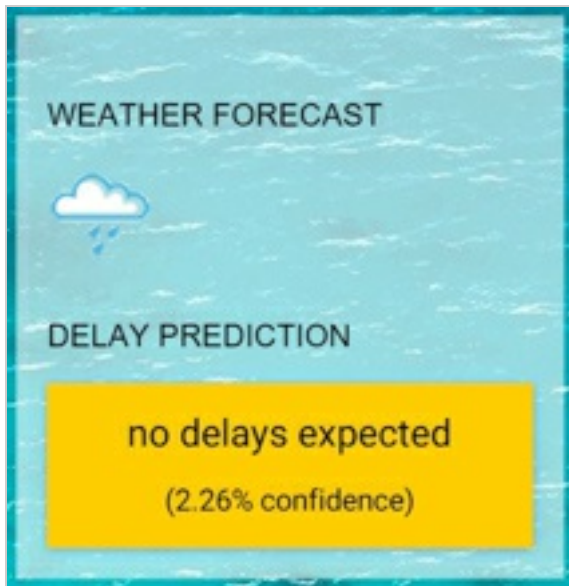 WEATHER FORECAST
DELAY PREDICTION
no delays expected
(2.26% confidence)